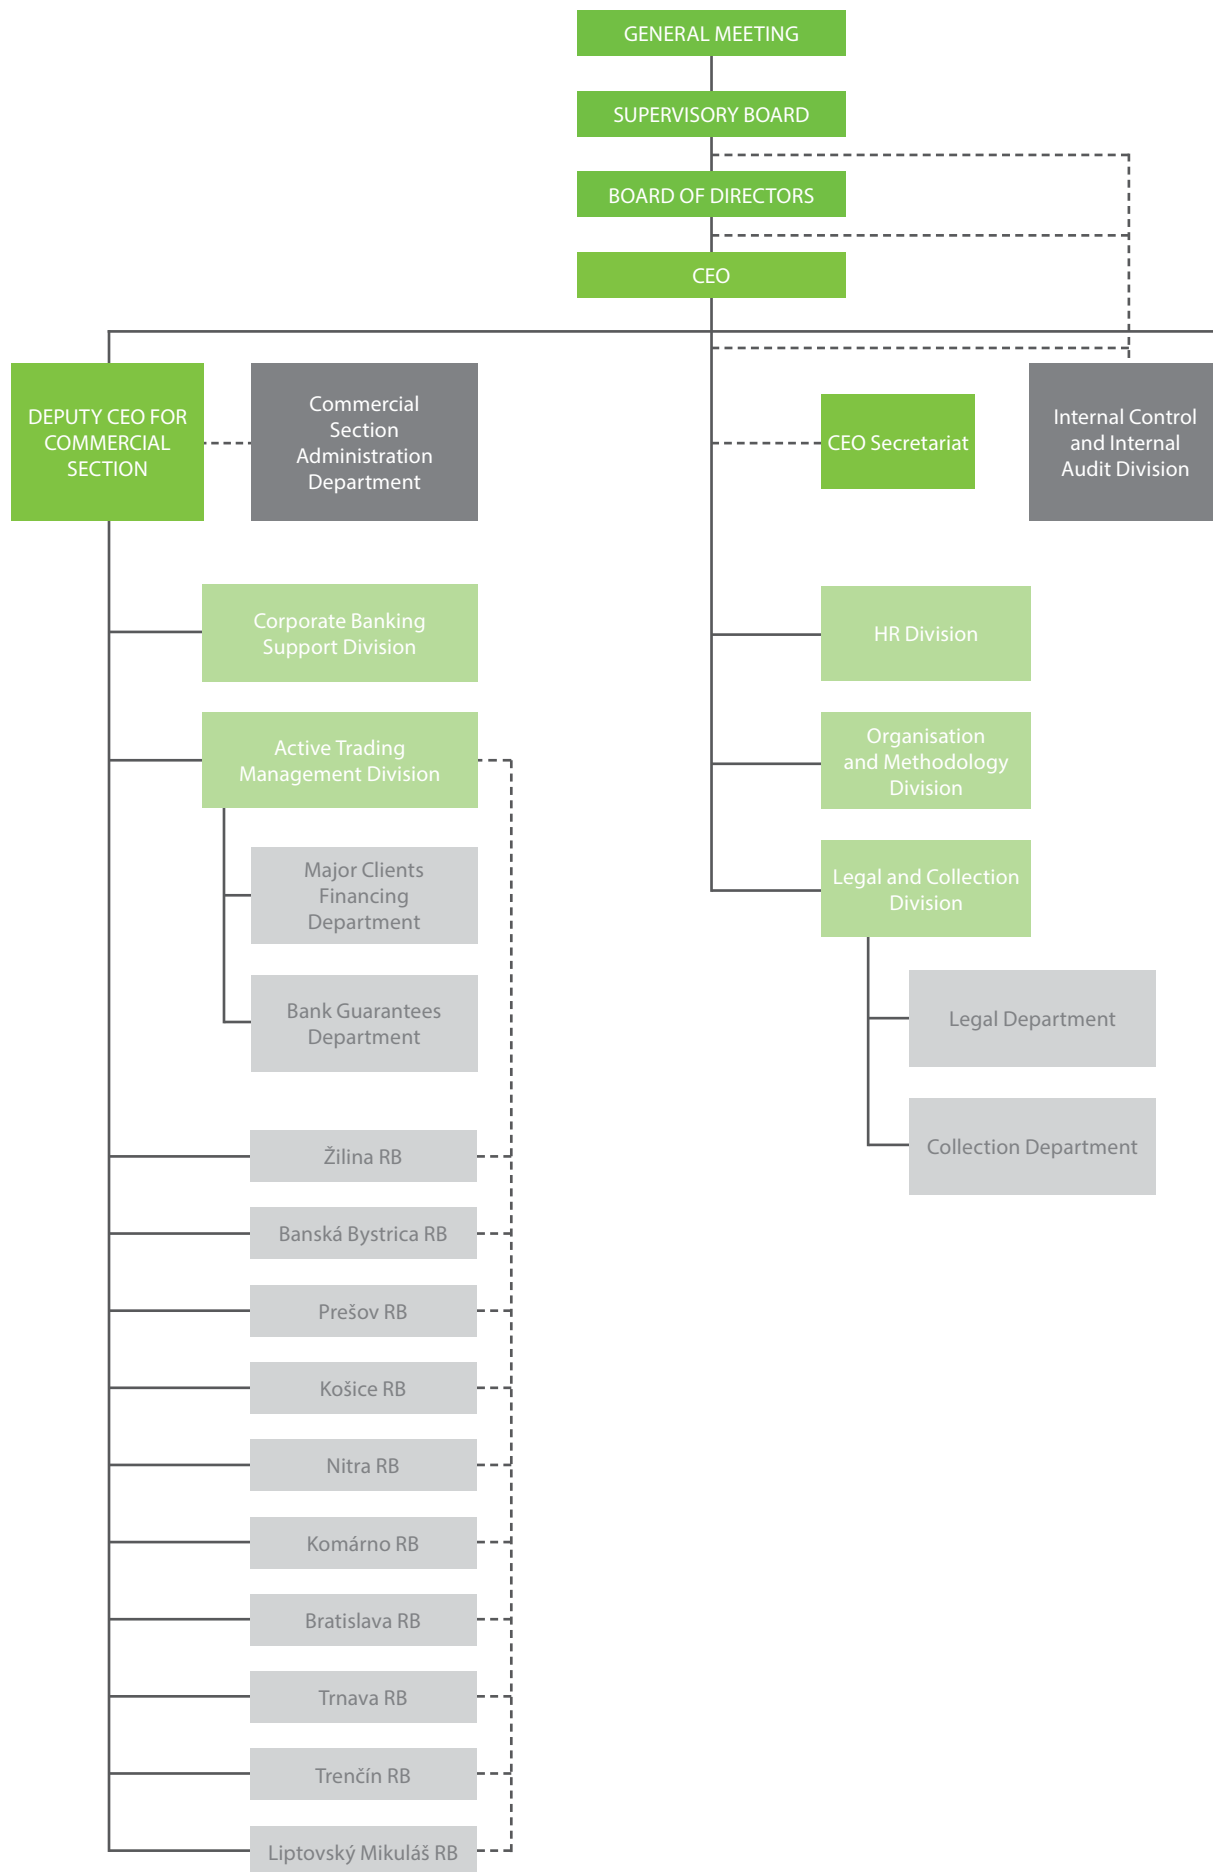 GENERAL MEETING
SUPERVISORY BOARD
BOARD OF DIRECTORS
CEO
DEPUTY CEO FOR
COMMERCIAL
SECTION
Commercial
Section
Administration
Department
CEO Secretariat
Internal Control
and Internal
Audit Division
Corporate Banking
Support Division
Active Trading
Management Division
Major Clients
Financing
Department
Bank Guarantees
Department
Žilina RB
Banská Bystrica RB
Prešov RB
Košice RB
Nitra RB
Komárno RB
Bratislava RB
Trnava RB
Trenčín RB
Liptovský Mikuláš RB
HR Division
Organisation
and Methodology
Division
Legal and Collection
Division
Legal Department
Collection Department